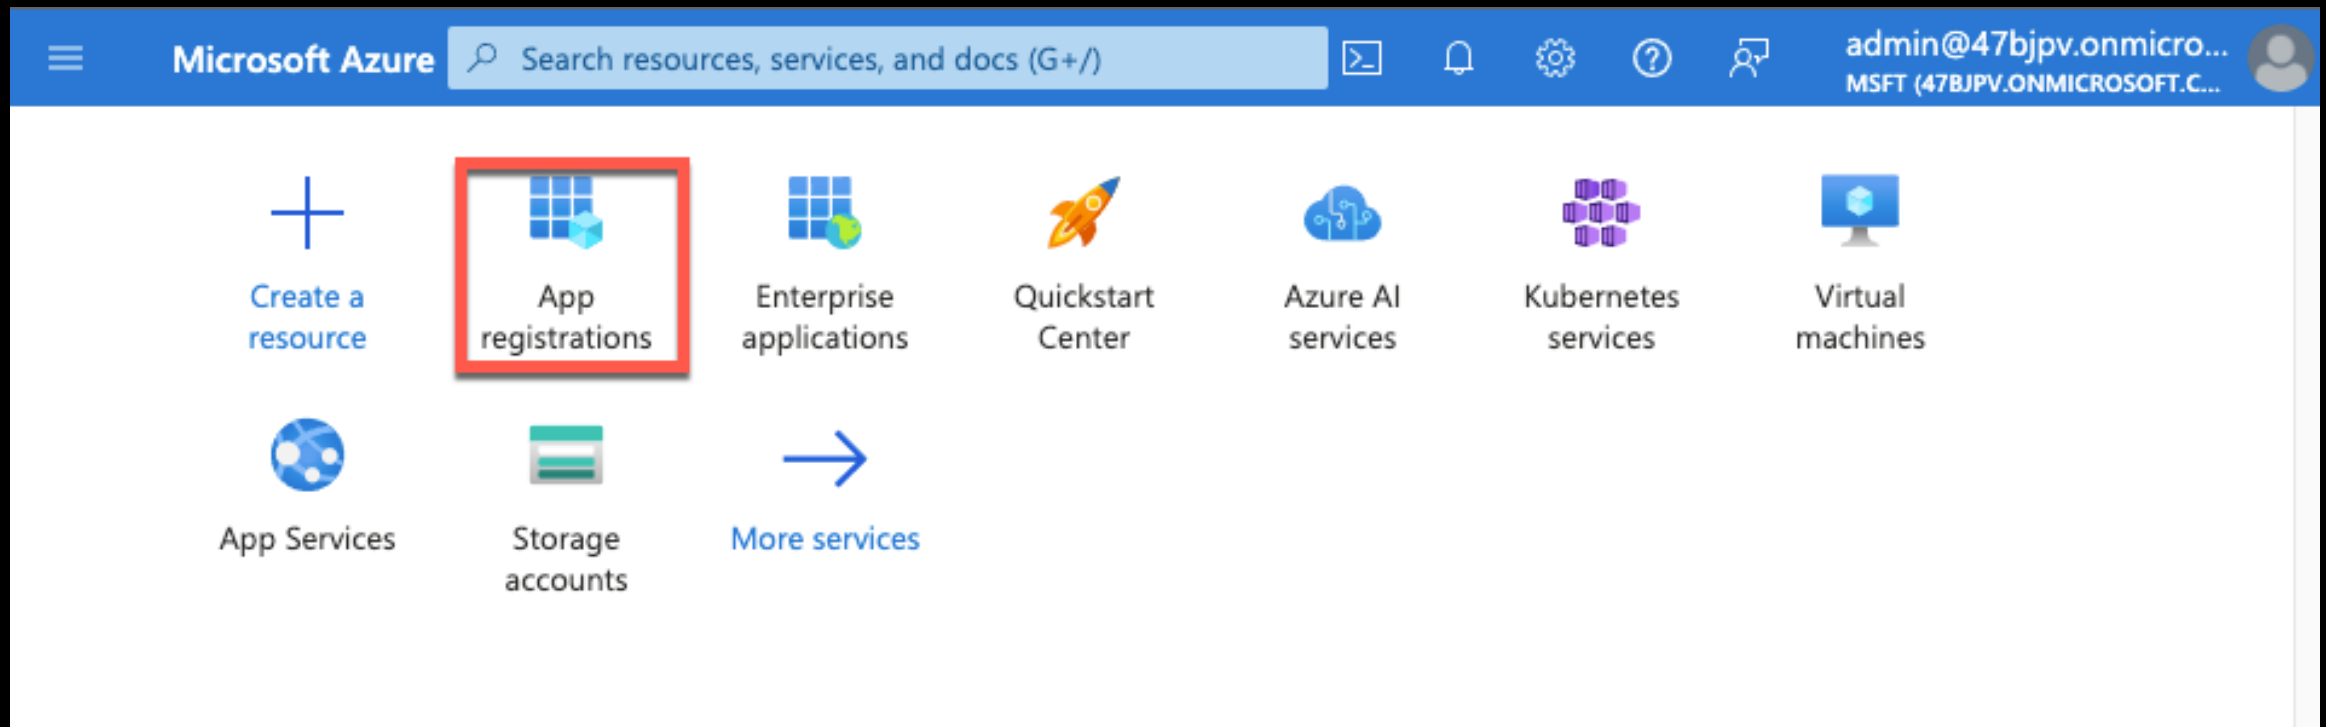 Microsoft Azure
Search resources, services, and docs (G+/)
admin@47bjpv.onmicro...
MSFT (47BJPV.ONMICROSOFT.C...
Create a
resource
App
registrations
Enterprise
applications
Quickstart
Center
Azure AI
services
Kubernetes
services
Virtual
machines
App Services
Storage
accounts
More services